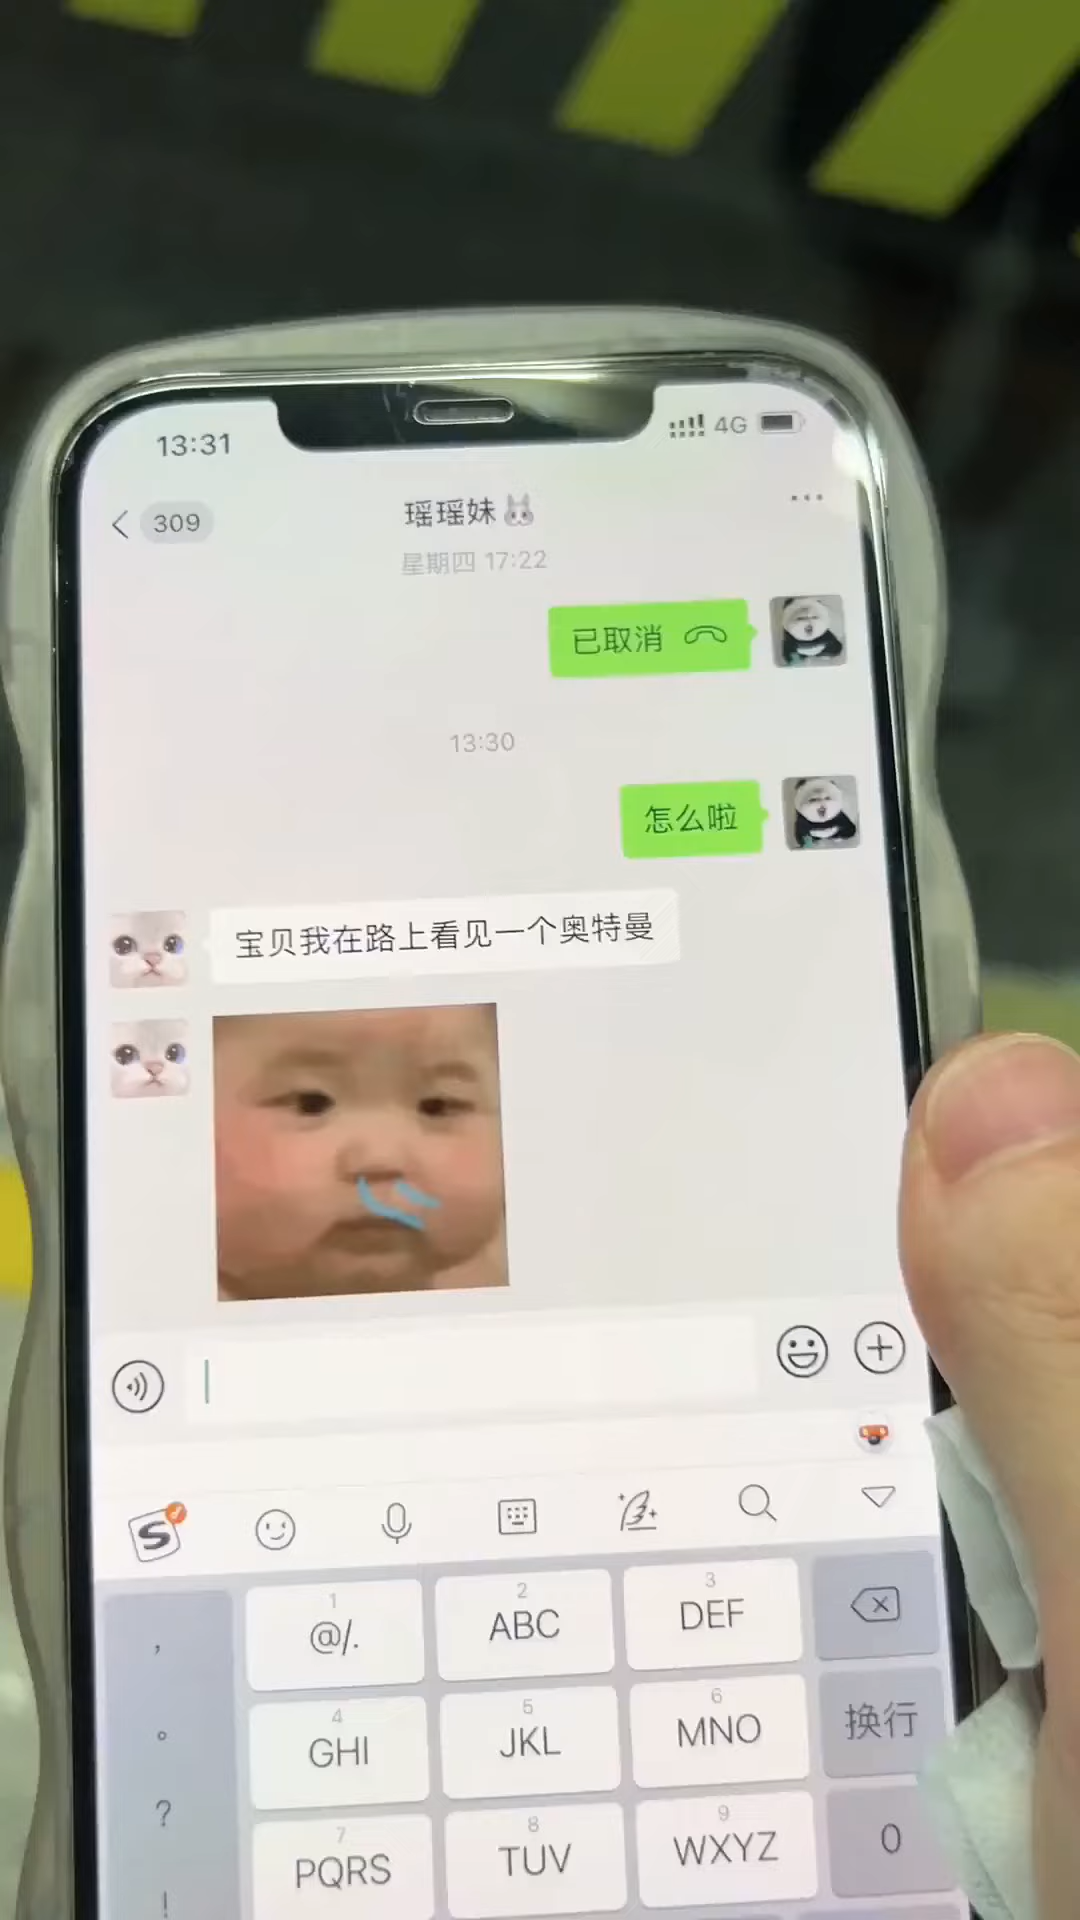 13:31 4G
309 瑶瑶妹
星期四 17:22
已取消
13:30
怎么啦
宝贝我在路上看见一个奥特曼
S
, 1 @/. 2 ABC 3 DEF
。 4 GHI 5 JKL 6 MNO 换行
? 7 PQRS 8 TUV 9 WXYZ 0
!